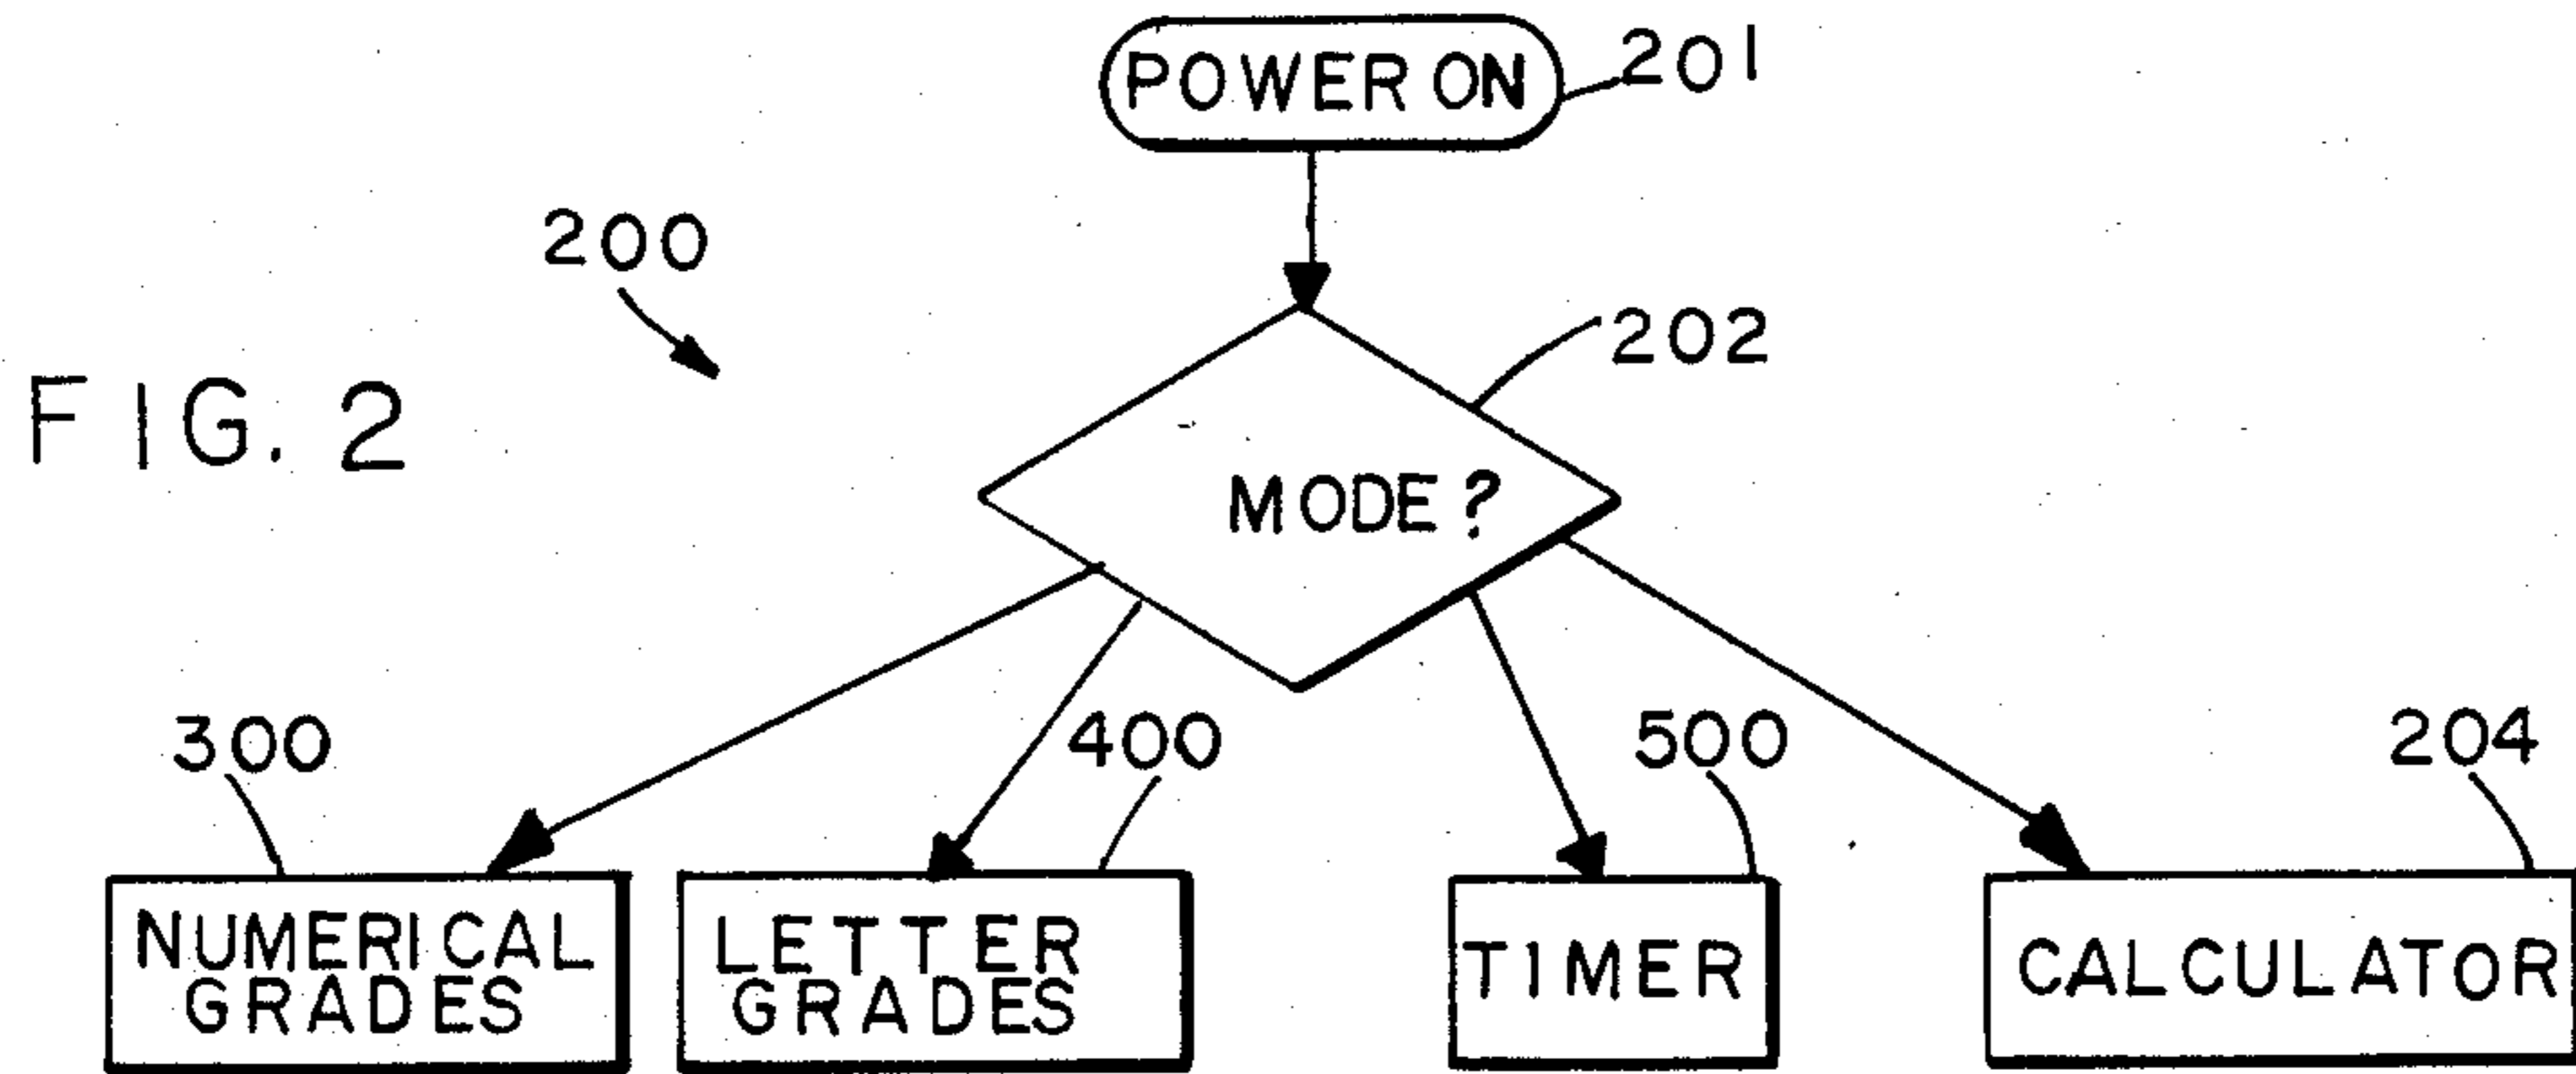 POWER ON
201
200
202
FIG. 2
MODE?
300
400
500
204
NUMERICAL
GRADES
LETTER
GRADES
TIMER
CALCULATOR